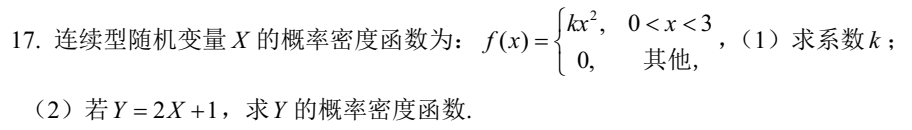 17. 连续型随机变量 X 的概率密度函数为：f(x)={kx², 0<x<3; 0, 其他,，（1）求系数 k；
（2）若 Y=2X+1，求 Y 的概率密度函数.